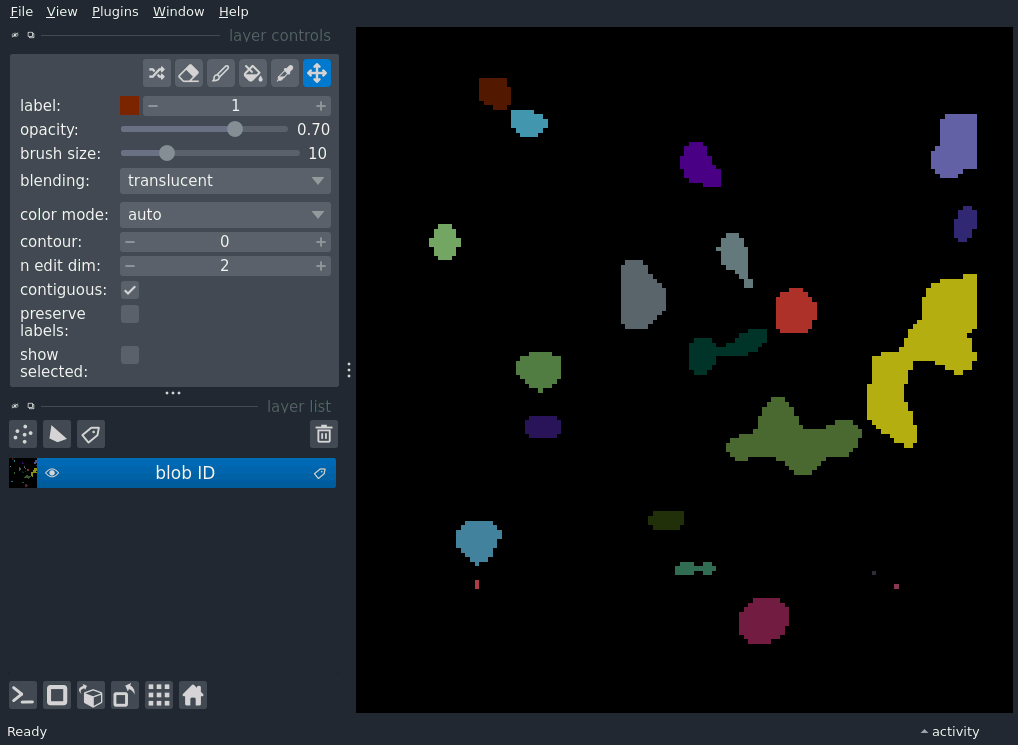 File View Plugins Window Help
layer controls
label: 1
opacity: 0.70
brush size: 10
blending: translucent
color mode: auto
contour: 0
n edit dim: 2
contiguous:
preserve
labels:
show
selected:
layer list
blob ID
Ready
activity